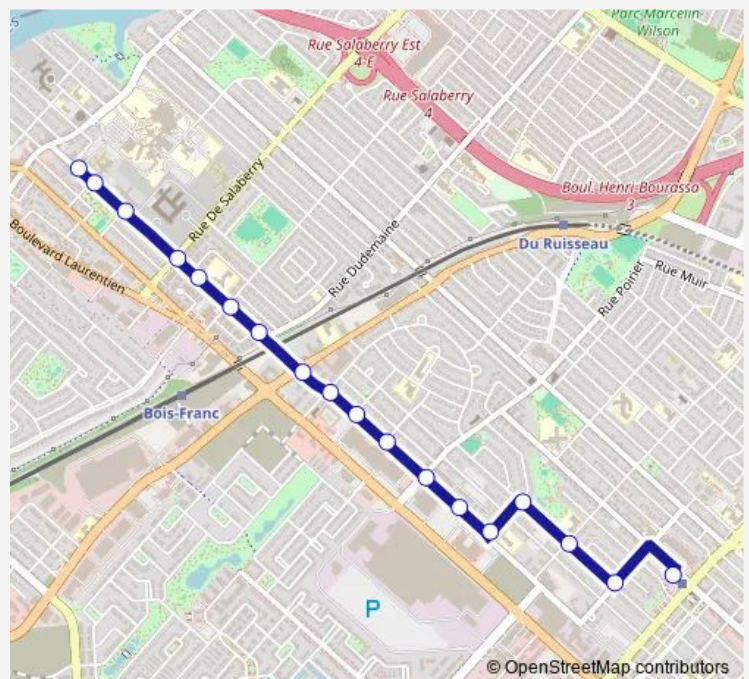 Parc Marcelin-
Wilson
Rue Salaberry Est
4-E
Rue Salaberry
4
Boul. Henri-Bourassa
3
Rue De Salaberry
Boulevard Laurentien
Rue Dudemaine
Du Ruisseau
Rue Poirier
Rue Muir
Bois-Franc
P
© OpenStreetMap contributors